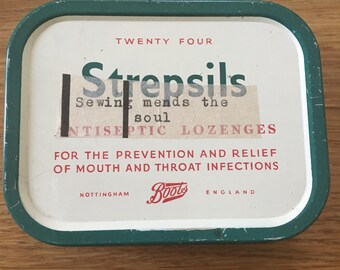 TWENTY FOUR
Strepsils
Sewing mends the
soul
ANTISEPTIC LOZENGES
FOR THE PREVENTION AND RELIEF
OF MOUTH AND THROAT INFECTIONS
NOTTINGHAM Boots ENGLAND